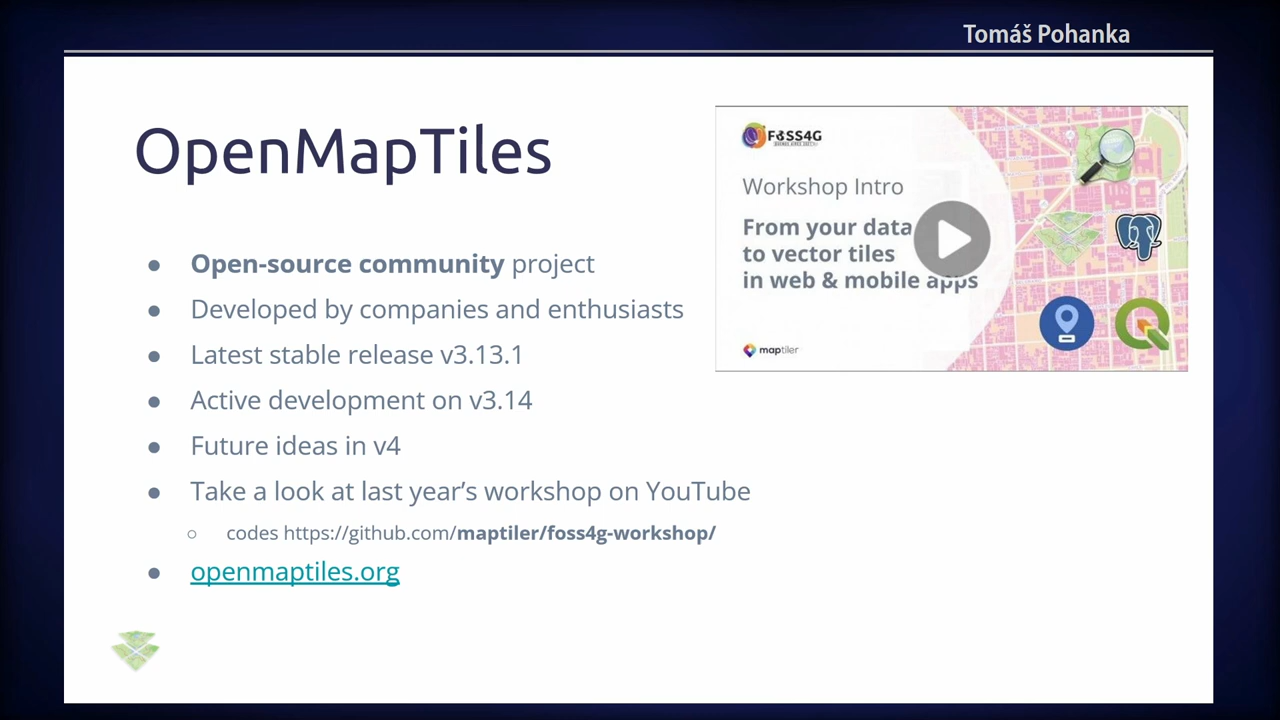 Tomáš Pohanka
OpenMapTiles
● Open-source community project
● Developed by companies and enthusiasts
● Latest stable release v3.13.1
● Active development on v3.14
● Future ideas in v4
● Take a look at last year’s workshop on YouTube
○ codes https://github.com/maptiler/foss4g-workshop/
● openmaptiles.org
FOSS4G
Workshop Intro
From your data
to vector tiles
in web & mobile apps
maptiler